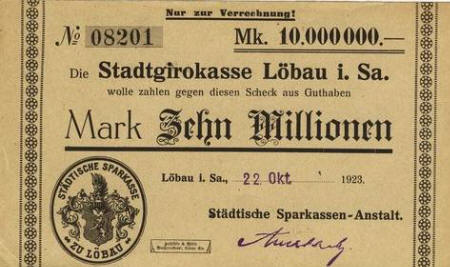 Nur zur Verrechnung!
No 08201 Mk. 10.000000.—
Die Stadtgirokasse Löbau i. Sa.
wolle zahlen gegen diesen Scheck aus Guthaben
Mark Zehn Millionen
Löbau i. Sa., 22 Okt 1923.
Städtische Sparkassen-Anstalt.
STÄDTISCHE SPARKASSE
ZU LÖBAU